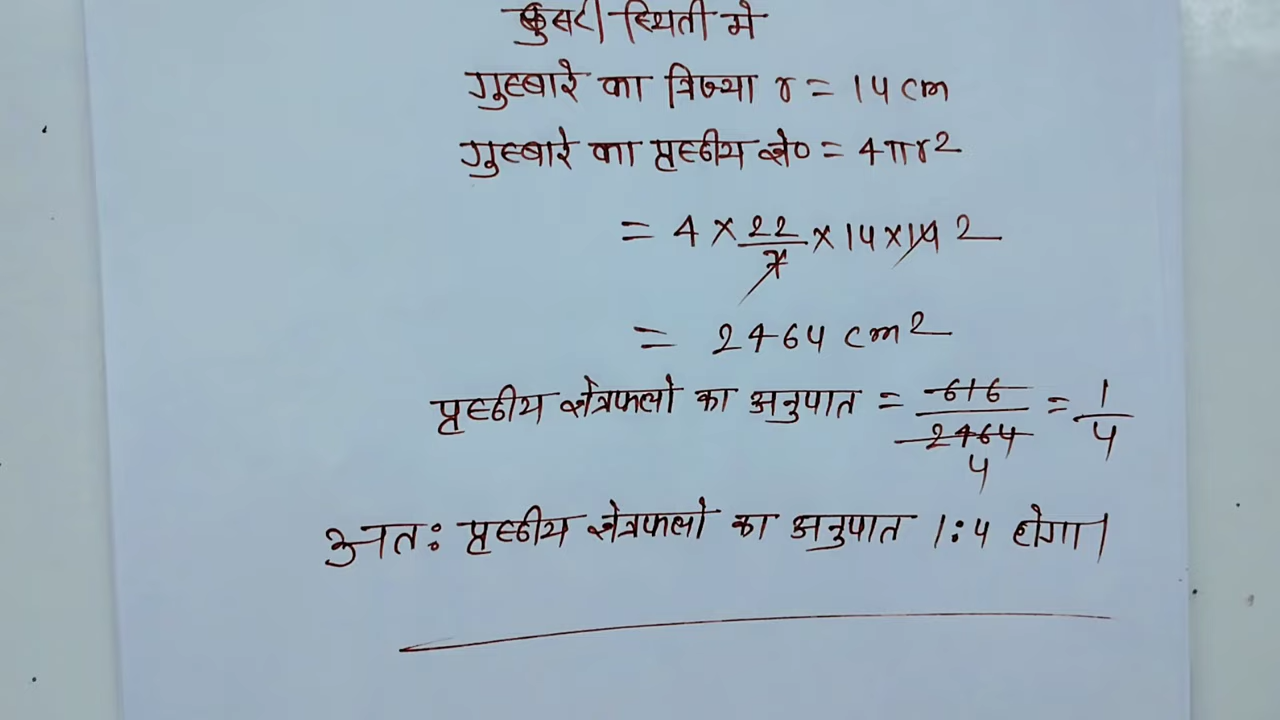 दुसरी स्थिती मे
गुब्बारे का त्रिज्या r = 14 cm
गुब्बारे का पृष्ठीय क्षे० = 4πr²
= 4 × 22/7 × 14 × 14 2
= 2464 cm²
पृष्ठीय क्षेत्रफलो का अनुपात = 616/2464 = 1/4
4
अतः पृष्ठीय क्षेत्रफलो का अनुपात 1:4 होगा।